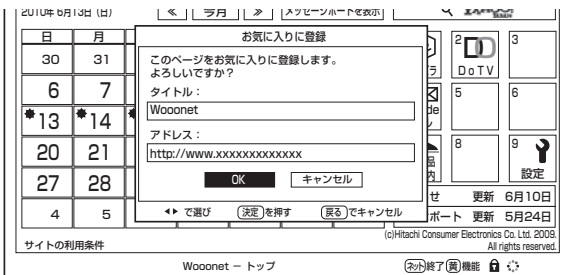 2010年 6月13日（日）
≪ 今月 ≫ メッセージボードを表示
日 月
30 31
6 7
13 14
20 21
27 28
4 5
サイトの利用条件
お気に入りに登録
このページをお気に入りに登録します。
よろしいですか？
タイトル：
Wooonet
アドレス：
http://www.xxxxxxxxxxxxx
OK キャンセル
で選び 決定 を押す 戻る でキャンセル
2 DoTV 3
de 5 6
8 9 設定
更新 6月10日
更新 5月24日
(c)Hitachi Consumer Electronics Co. Ltd. 2009.
All rights reserved.
Wooonet － トップ
ネット 終了 黄 機能